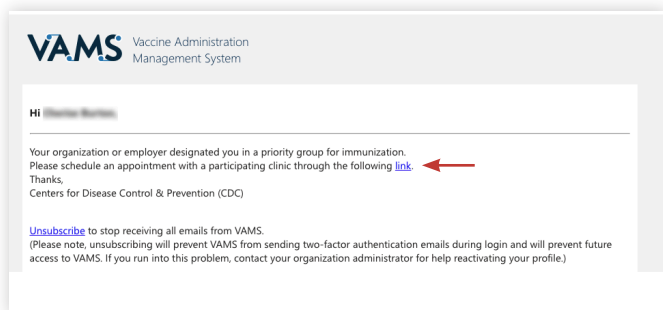 VAMS Vaccine Administration
Management System
Hi
Your organization or employer designated you in a priority group for immunization.
Please schedule an appointment with a participating clinic through the following link.
Thanks,
Centers for Disease Control & Prevention (CDC)
Unsubscribe to stop receiving all emails from VAMS.
(Please note, unsubscribing will prevent VAMS from sending two-factor authentication emails during login and will prevent future
access to VAMS. If you run into this problem, contact your organization administrator for help reactivating your profile.)